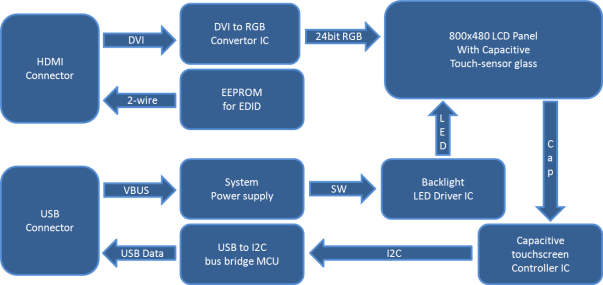 HDMI
Connector
DVI
DVI to RGB
Convertor IC
24bit RGB
800x480 LCD Panel
With Capacitive
Touch-sensor glass
2-wire
EEPROM
for EDID
LED
Cap
USB
Connector
VBUS
System
Power supply
SW
Backlight
LED Driver IC
USB Data
USB to I2C
bus bridge MCU
I2C
Capacitive
touchscreen
Controller IC